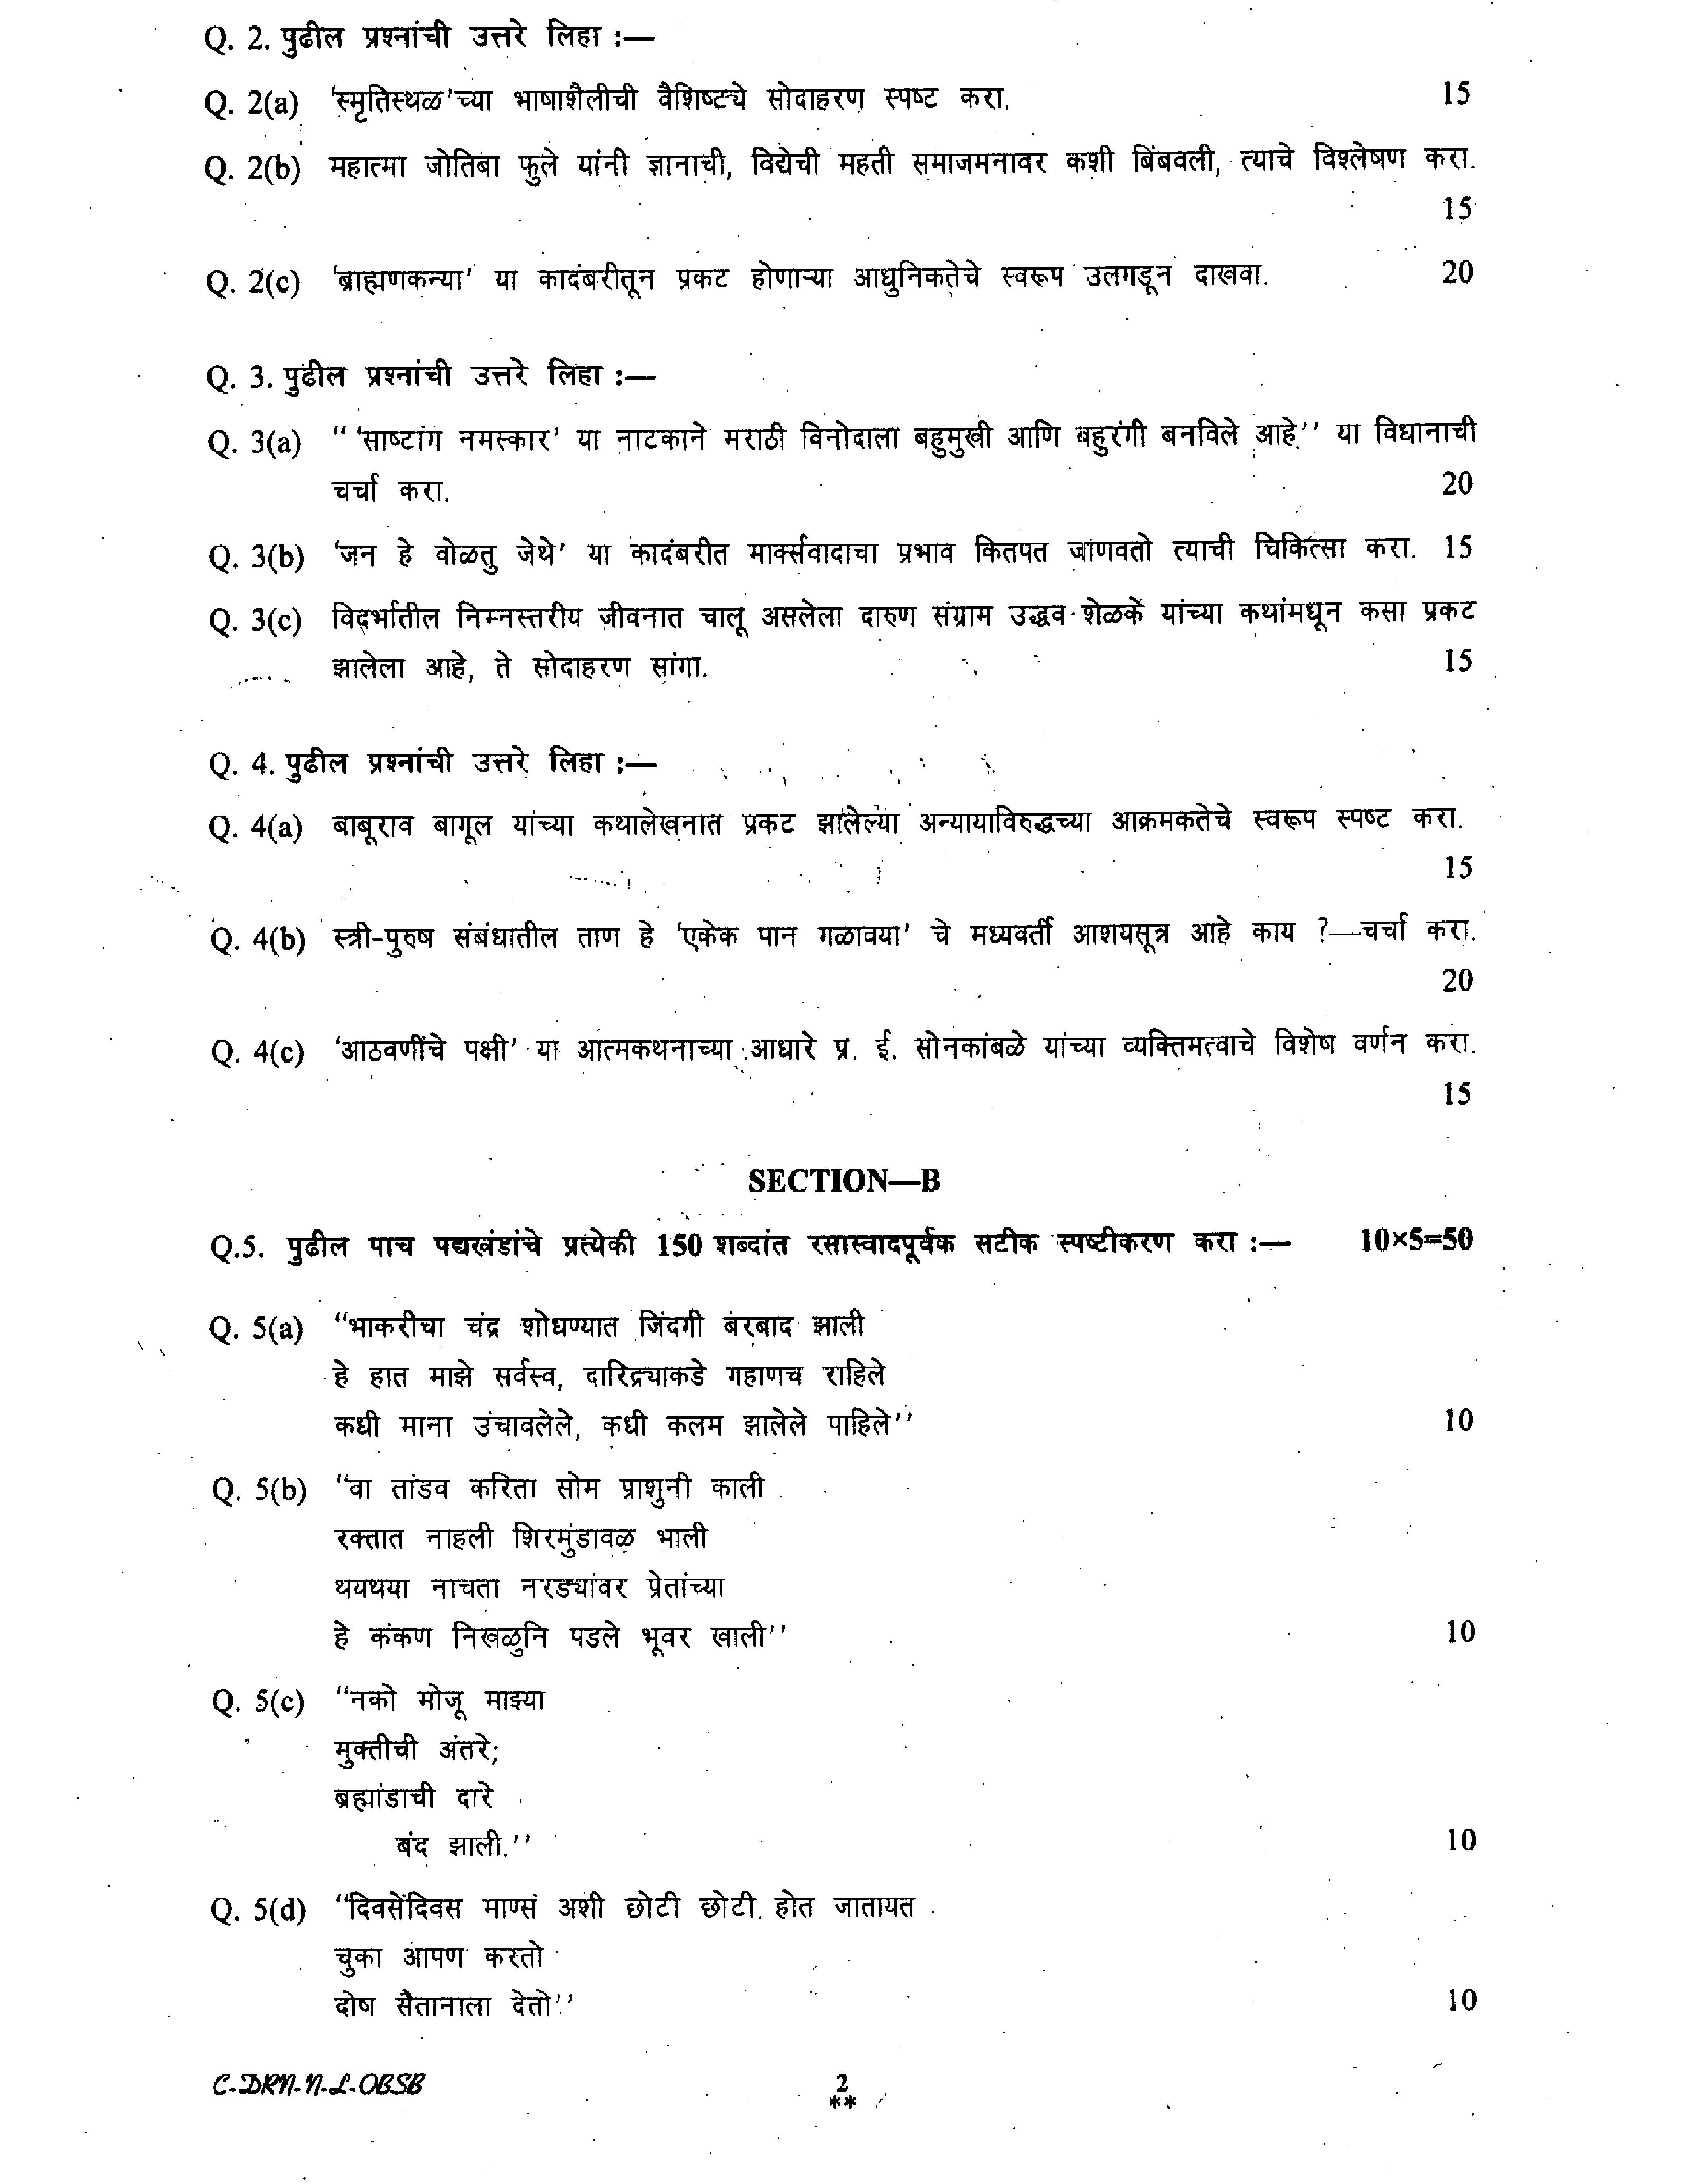 Q. 2. पुढील प्रश्नांची उत्तरे लिहा :—
Q. 2(a) 'स्मृतिस्थळ'च्या भाषाशैलीची वैशिष्ट्ये सोदाहरण स्पष्ट करा. 15
Q. 2(b) महात्मा जोतिबा फुले यांनी ज्ञानाची, विद्येची महती समाजमनावर कशी बिंबवली, त्याचे विश्लेषण करा.
15
Q. 2(c) 'ब्राह्मणकन्या' या कादंबरीतून प्रकट होणाऱ्या आधुनिकतेचे स्वरूप उलगडून दाखवा. 20
Q. 3. पुढील प्रश्नांची उत्तरे लिहा :—
Q. 3(a) " 'साष्टांग नमस्कार' या नाटकाने मराठी विनोदाला बहुमुखी आणि बहुरंगी बनविले आहे." या विधानाची
चर्चा करा. 20
Q. 3(b) 'जन हे वोळतु जेथे' या कादंबरीत मार्क्सवादाचा प्रभाव कितपत जाणवतो त्याची चिकित्सा करा. 15
Q. 3(c) विदर्भातील निम्नस्तरीय जीवनात चालू असलेला दारुण संग्राम उद्धव शेळके यांच्या कथांमधून कसा प्रकट
झालेला आहे, ते सोदाहरण सांगा. 15
Q. 4. पुढील प्रश्नांची उत्तरे लिहा :—
Q. 4(a) बाबूराव बागूल यांच्या कथालेखनात प्रकट झालेल्या अन्यायाविरुद्धच्या आक्रमकतेचे स्वरूप स्पष्ट करा.
15
Q. 4(b) स्त्री-पुरुष संबंधातील ताण हे 'एकेक पान गळावया' चे मध्यवर्ती आशयसूत्र आहे काय ?—चर्चा करा.
20
Q. 4(c) 'आठवणींचे पक्षी' या आत्मकथनाच्या आधारे प्र. ई. सोनकांबळे यांच्या व्यक्तिमत्वाचे विशेष वर्णन करा.
15
SECTION—B
Q.5. पुढील पाच पद्यखंडांचे प्रत्येकी 150 शब्दांत रसास्वादपूर्वक सटीक स्पष्टीकरण करा :— 10×5=50
Q. 5(a) "भाकरीचा चंद्र शोधण्यात जिंदगी बरबाद झाली
हे हात माझे सर्वस्व, दारिद्र्याकडे गहाणच राहिले
कधी माना उंचावलेले, कधी कलम झालेले पाहिले" 10
Q. 5(b) "वा तांडव करिता सोम प्राशुनी काली
रक्तात नाहली शिरमुंडावळ भाली
थयथया नाचता नरड्यांवर प्रेतांच्या
हे कंकण निखळुनि पडले भूवर खाली" 10
Q. 5(c) "नको मोजू माझ्या
मुक्तीची अंतरे;
ब्रह्मांडाची दारे
बंद झाली." 10
Q. 5(d) "दिवसेंदिवस माण्सं अशी छोटी छोटी होत जातायत
चुका आपण करतो
दोष सैतानाला देतो" 10
C-DRN-N-L-OBSB 2
**